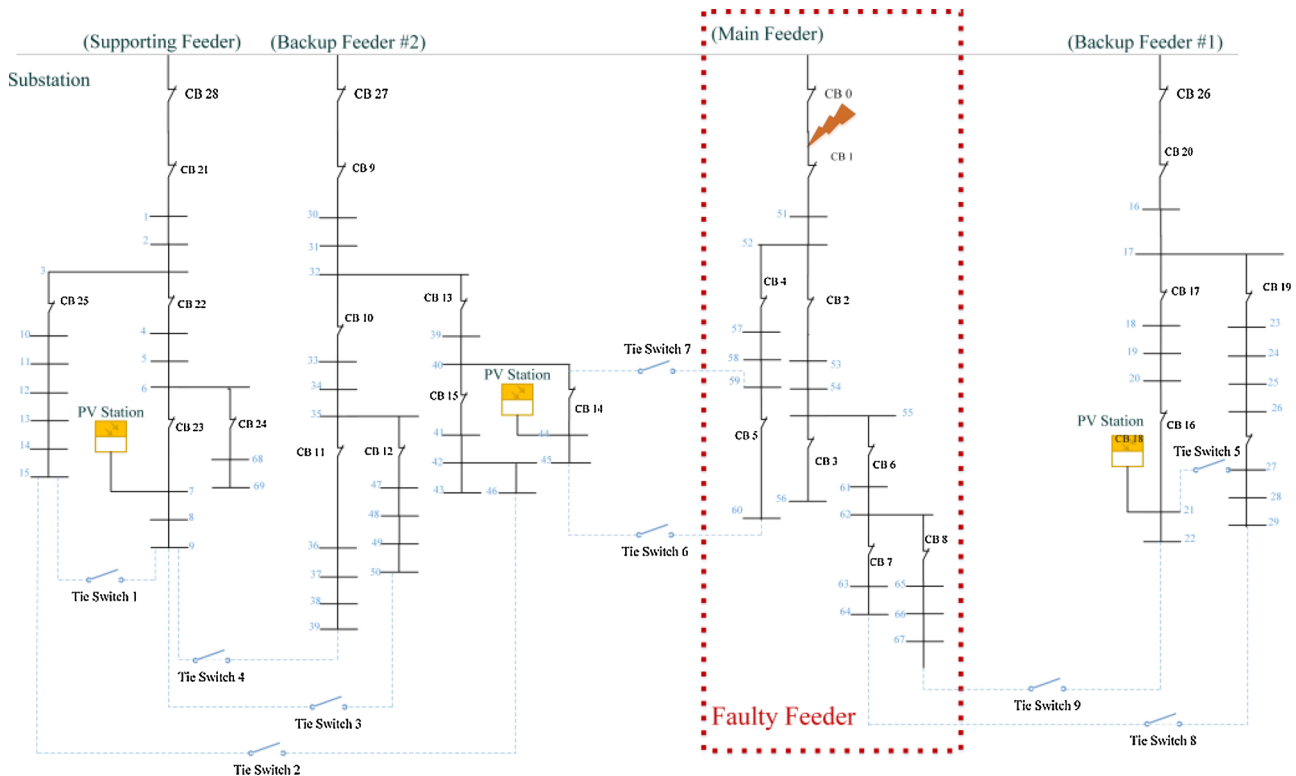 (Supporting Feeder)
(Backup Feeder #2)
(Main Feeder)
(Backup Feeder #1)
Substation
CB 28
CB 27
CB 0
CB 26
CB 21
CB 9
CB 1
CB 20
1
30
51
16
2
31
52
17
3
32
CB 25
CB 22
CB 13
CB 4
CB 2
CB 17
CB 19
10
4
CB 10
39
57
18
23
11
5
33
40
Tie Switch 7
58
53
19
24
12
6
34
PV Station
59
54
20
25
PV Station
CB 15
CB 14
26
13
CB 23
CB 24
35
55
CB 16
14
CB 11
CB 12
41
44
CB 5
CB 3
CB 6
PV Station
CB 18
Tie Switch 5
15
68
42
45
27
69
47
43
46
61
28
7
56
62
21
8
48
60
29
9
36
49
Tie Switch 6
CB 8
22
50
CB 7
Tie Switch 1
37
63
65
38
64
66
39
67
Tie Switch 4
Tie Switch 3
Tie Switch 9
Faulty Feeder
Tie Switch 8
Tie Switch 2